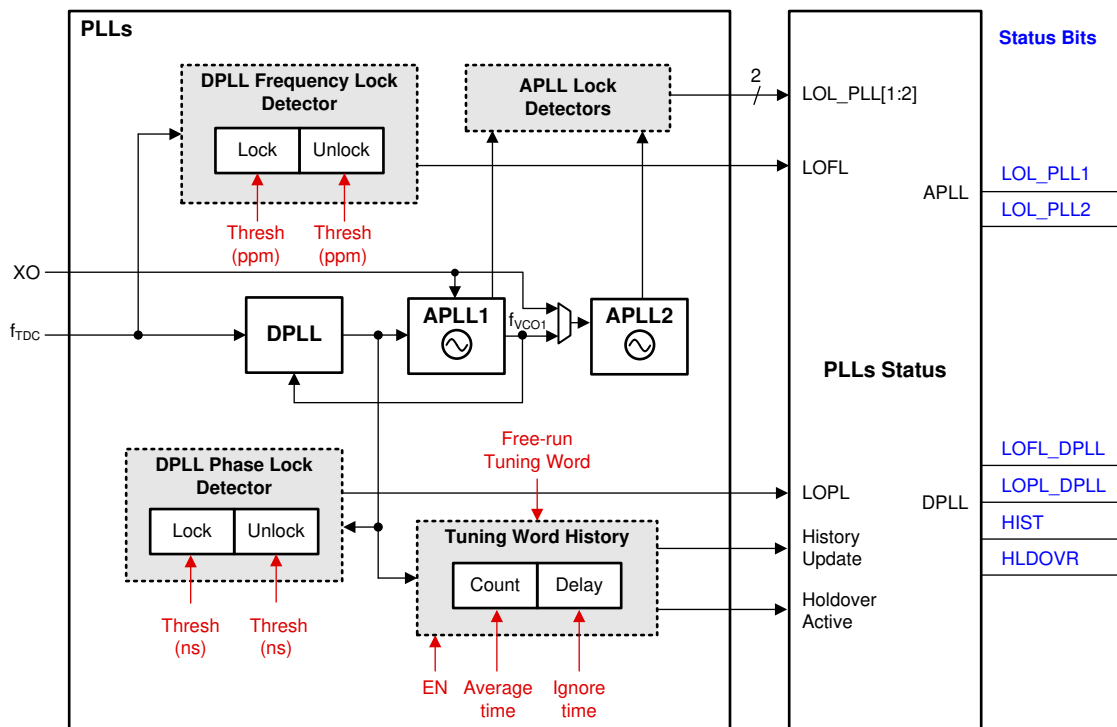 PLLs
Status Bits
DPLL Frequency Lock
Detector
Lock
Unlock
Thresh
(ppm)
Thresh
(ppm)
APLL Lock
Detectors
2
LOL_PLL[1:2]
LOFL
APLL
LOL_PLL1
LOL_PLL2
XO
fTDC
DPLL
APLL1
fVCO1
APLL2
PLLs Status
Free-run
Tuning Word
DPLL Phase Lock
Detector
Lock
Unlock
Thresh
(ns)
Thresh
(ns)
Tuning Word History
Count
Delay
EN
Average
time
Ignore
time
LOPL
History
Update
Holdover
Active
DPLL
LOFL_DPLL
LOPL_DPLL
HIST
HLDOVR